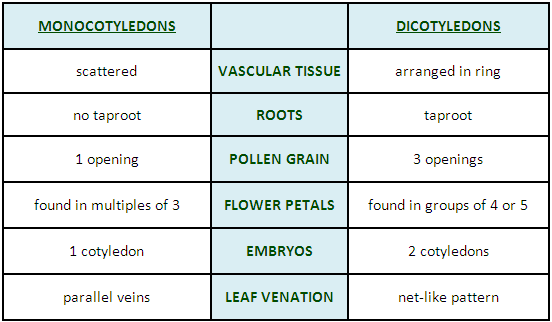 MONOCOTYLEDONS DICOTYLEDONS
scattered VASCULAR TISSUE arranged in ring
no taproot ROOTS taproot
1 opening POLLEN GRAIN 3 openings
found in multiples of 3 FLOWER PETALS found in groups of 4 or 5
1 cotyledon EMBRYOS 2 cotyledons
parallel veins LEAF VENATION net-like pattern